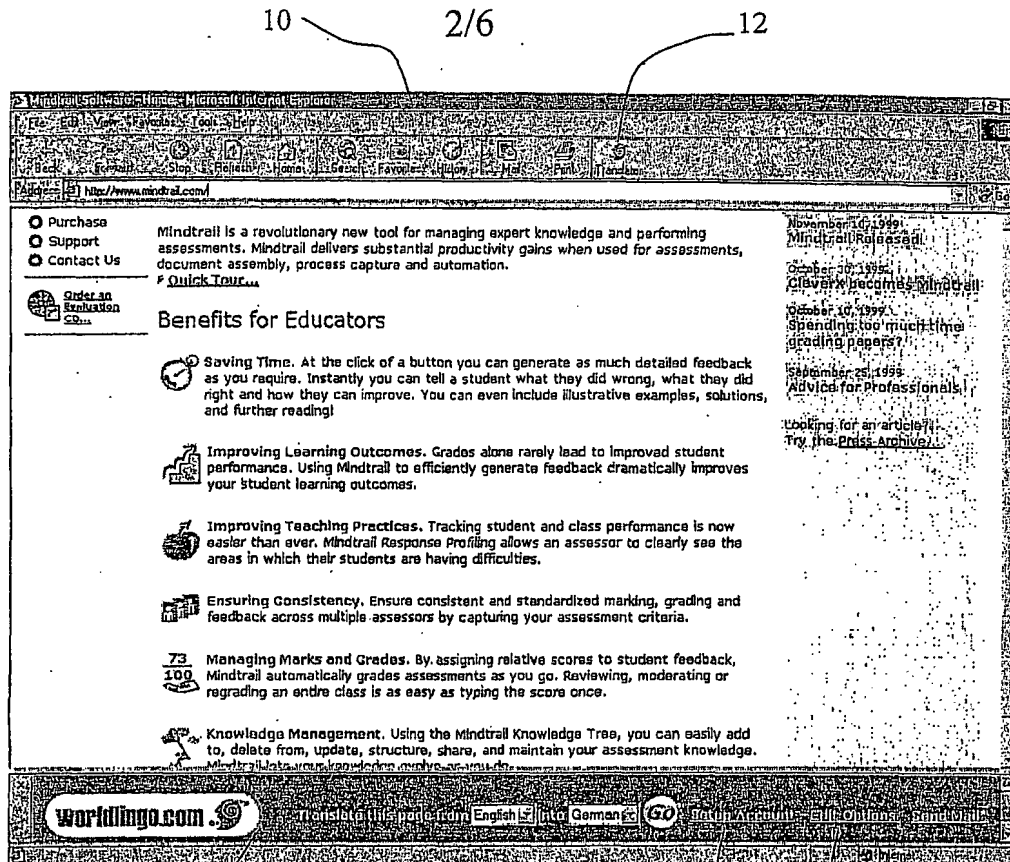 10 2/6 12
Mindtrail Software - Home - Microsoft Internet Explorer
File Edit View Favorites Tools Help
Back Forward Stop Refresh Home Search Favorites History Mail Print Translator
Address http://www.mindtrail.com/ Go
Purchase
Support
Contact Us
Order an
Evaluation
CD...
Mindtrail is a revolutionary new tool for managing expert knowledge and performing
assessments. Mindtrail delivers substantial productivity gains when used for assessments,
document assembly, process capture and automation.
Quick Tour...
Benefits for Educators
Saving Time. At the click of a button you can generate as much detailed feedback
as you require. Instantly you can tell a student what they did wrong, what they did
right and how they can improve. You can even include illustrative examples, solutions,
and further reading!
Improving Learning Outcomes. Grades alone rarely lead to improved student
performance. Using Mindtrail to efficiently generate feedback dramatically improves
your student learning outcomes.
Improving Teaching Practices. Tracking student and class performance is now
easier than ever. Mindtrail Response Profiling allows an assessor to clearly see the
areas in which their students are having difficulties.
Ensuring Consistency. Ensure consistent and standardized marking, grading and
feedback across multiple assessors by capturing your assessment criteria.
73
100
Managing Marks and Grades. By assigning relative scores to student feedback,
Mindtrail automatically grades assessments as you go. Reviewing, moderating or
regrading an entire class is as easy as typing the score once.
Knowledge Management. Using the Mindtrail Knowledge Tree, you can easily add
to, delete from, update, structure, share, and maintain your assessment knowledge.
November 10, 1999
Mindtrail Released!
October 30, 1999
CleverX becomes Mindtrail
October 10, 1999
Spending too much time
grading papers?
September 25, 1999
Advice for Professionals
Looking for an article?
Try the Press Archive...
worldlingo.com Translate this page from English into German GO Setup Account - Edit Options - Send Mail